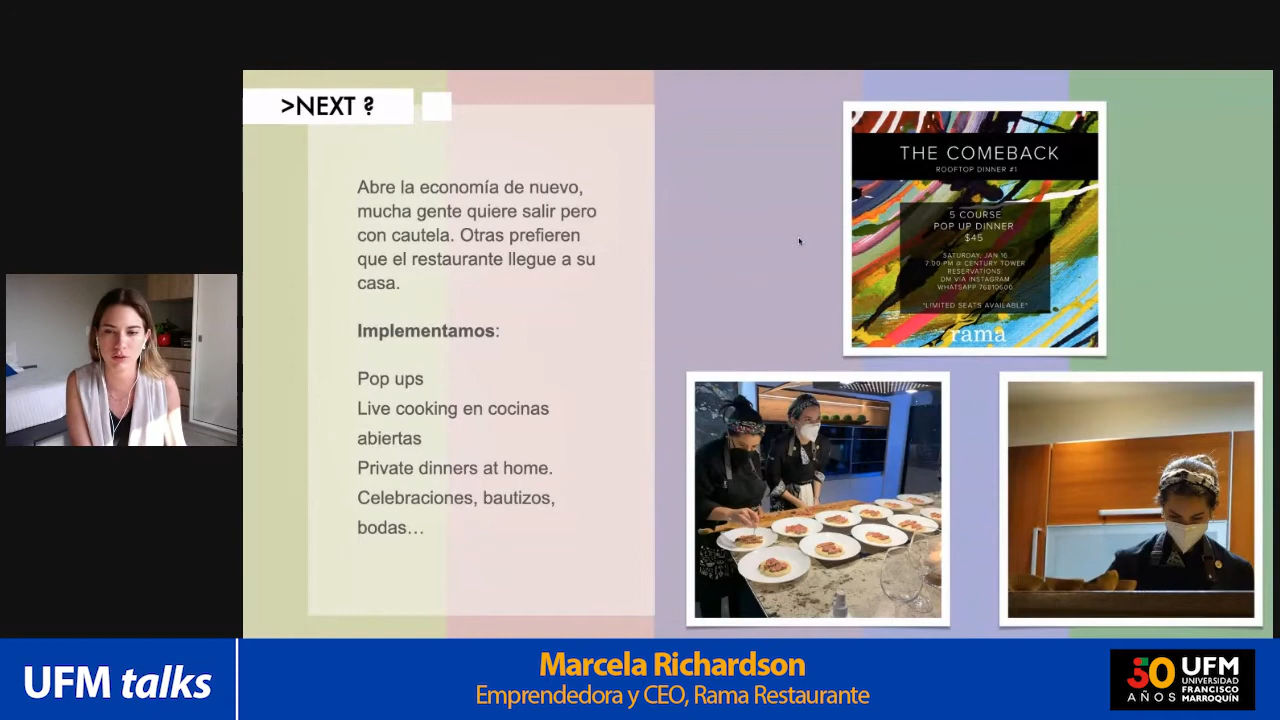 >NEXT ?
Abre la economía de nuevo,
mucha gente quiere salir pero
con cautela. Otras prefieren
que el restaurante llegue a su
casa.
Implementamos:
Pop ups
Live cooking en cocinas
abiertas
Private dinners at home.
Celebraciones, bautizos,
bodas…
THE COMEBACK
ROOFTOP DINNER #1
5 COURSE
POP UP DINNER
$45
SATURDAY, JAN 16
7:00 PM @ CENTURY TOWER
RESERVATIONS:
DM VIA INSTAGRAM
WHATSAPP 76810606
*LIMITED SEATS AVAILABLE*
rama
UFM talks
Marcela Richardson
Emprendedora y CEO, Rama Restaurante
50
AÑOS
UFM
UNIVERSIDAD
FRANCISCO
MARROQUÍN